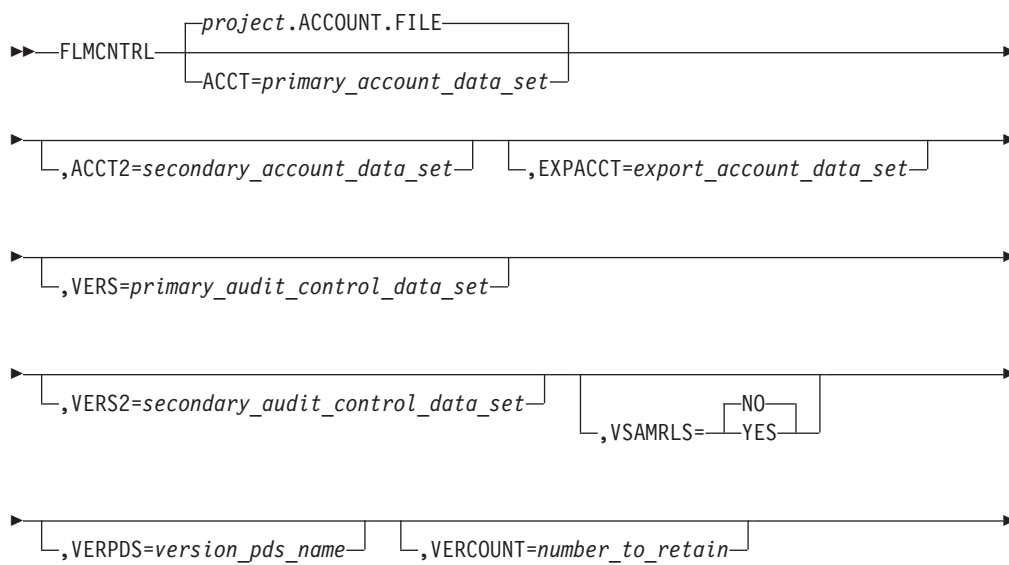 project.ACCOUNT.FILE
FLMCNTRL
ACCT=primary_account_data_set
,ACCT2=secondary_account_data_set ,EXPACCT=export_account_data_set
,VERS=primary_audit_control_data_set
,VERS2=secondary_audit_control_data_set
NO
,VSAMRLS= YES
,VERPDS=version_pds_name ,VERCOUNT=number_to_retain